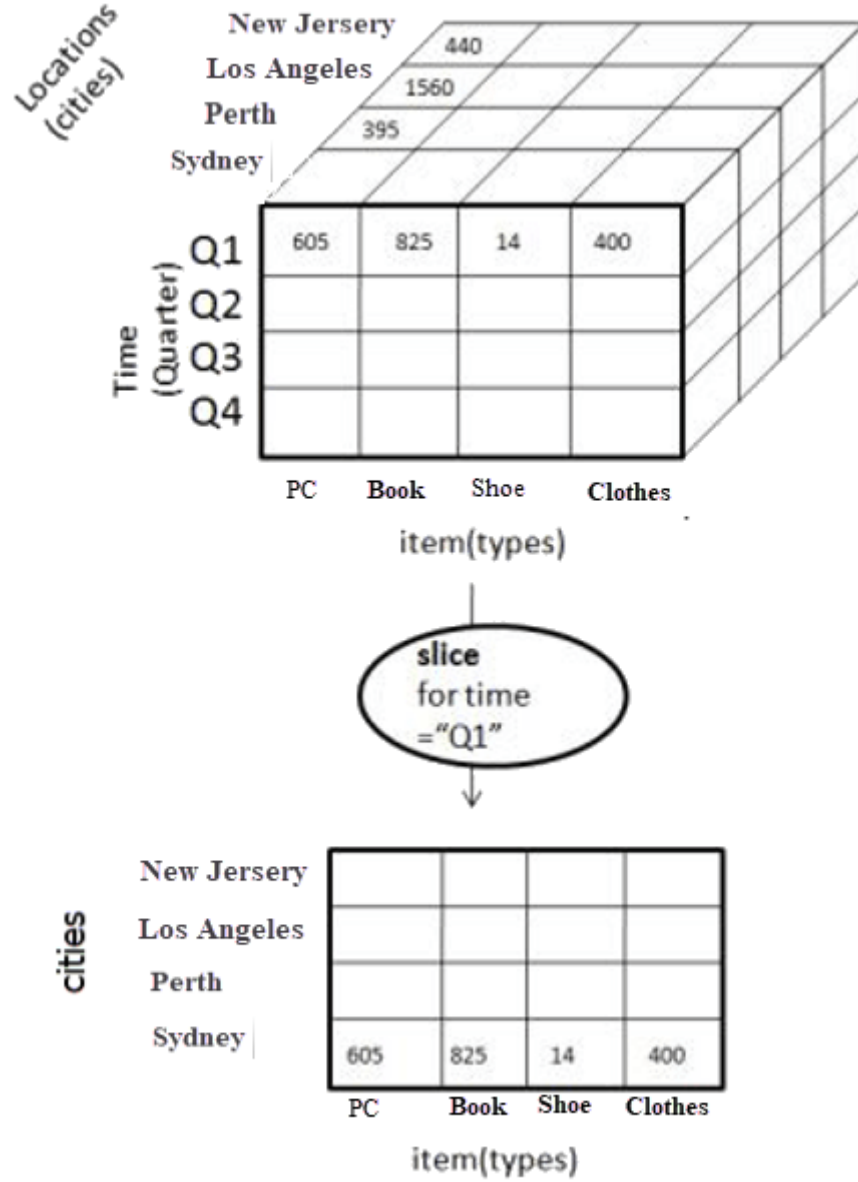 Locations
(cities)
New Jersery
Los Angeles
Perth
Sydney
440
1560
395
Time
(Quarter)
Q1
Q2
Q3
Q4
605 825 14 400
PC Book Shoe Clothes
item(types)
slice
for time
=“Q1”
cities
New Jersery
Los Angeles
Perth
Sydney
605 825 14 400
PC Book Shoe Clothes
item(types)